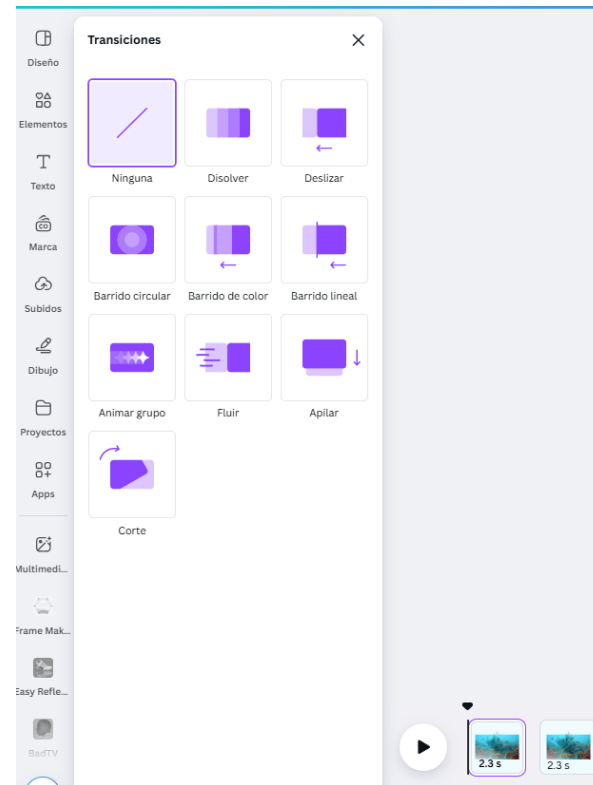 Transiciones
Diseño
Elementos
Texto
CO
Marca
Subidos
Dibujo
Proyectos
Apps
Multimedi...
Frame Mak...
Easy Refle...
BadTV
Ninguna
Disolver
Deslizar
Barrido circular
Barrido de color
Barrido lineal
Animar grupo
Fluir
Apilar
Corte
2.3 s
2.3 s